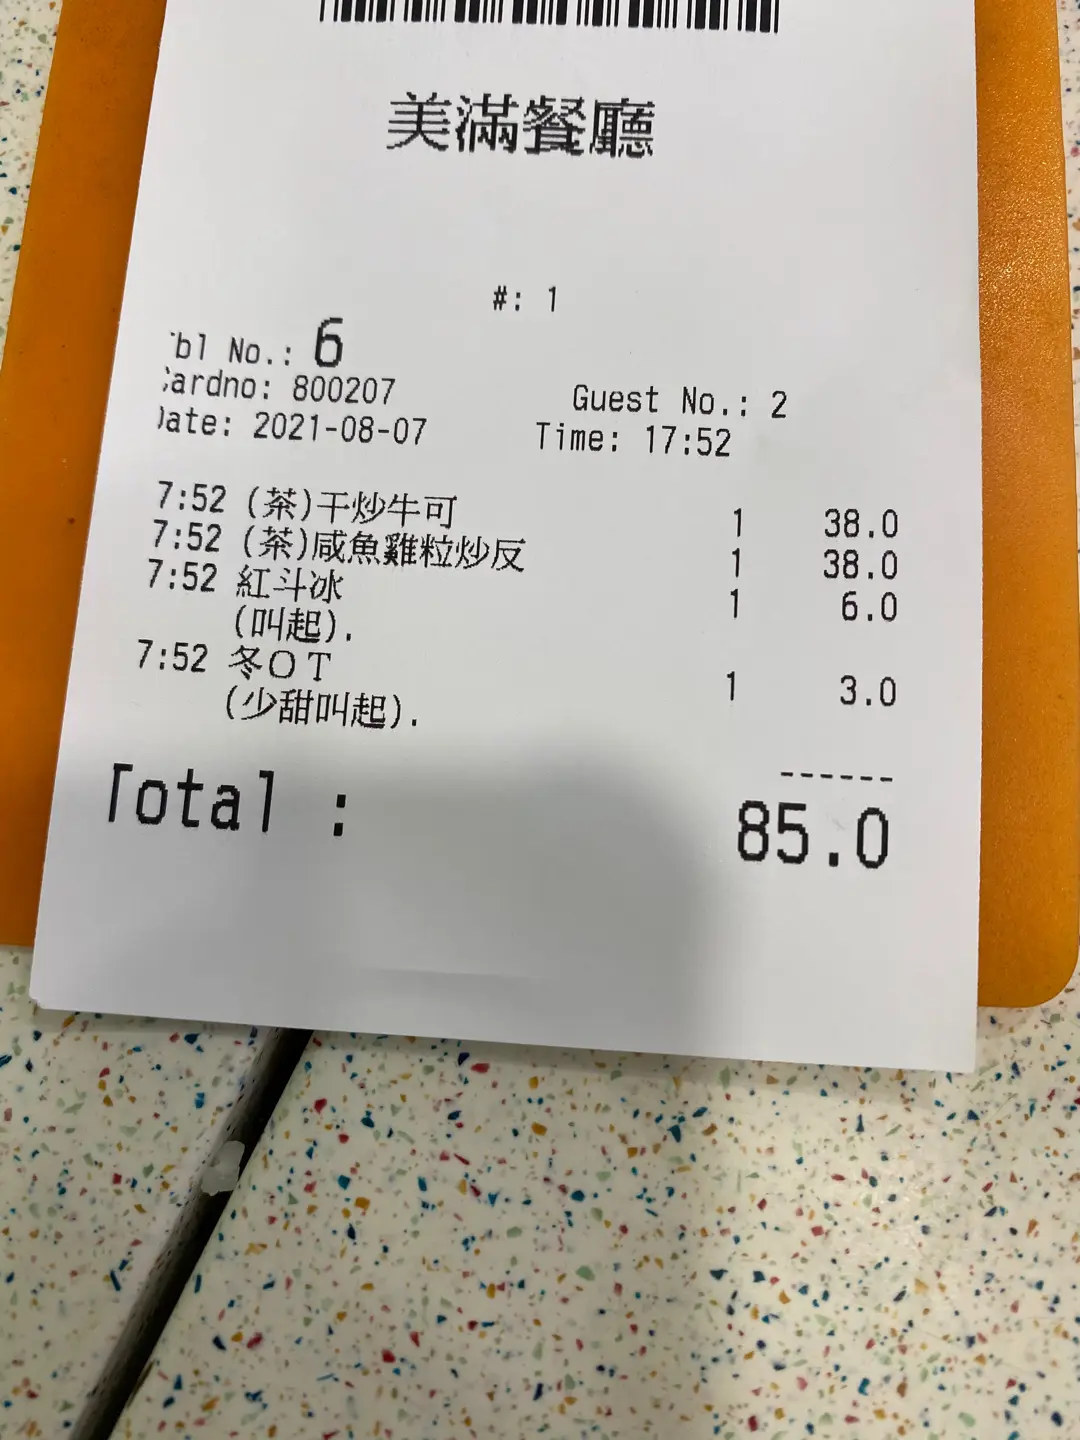 美滿餐廳
#: 1
Tbl No.: 6
Cardno: 800207 Guest No.: 2
Date: 2021-08-07 Time: 17:52
7:52 (茶)干炒牛可 1 38.0
7:52 (茶)咸魚雞粒炒反 1 38.0
7:52 紅斗冰 1 6.0
(叫起).
7:52 冬OT 1 3.0
(少甜叫起).
------
Total : 85.0